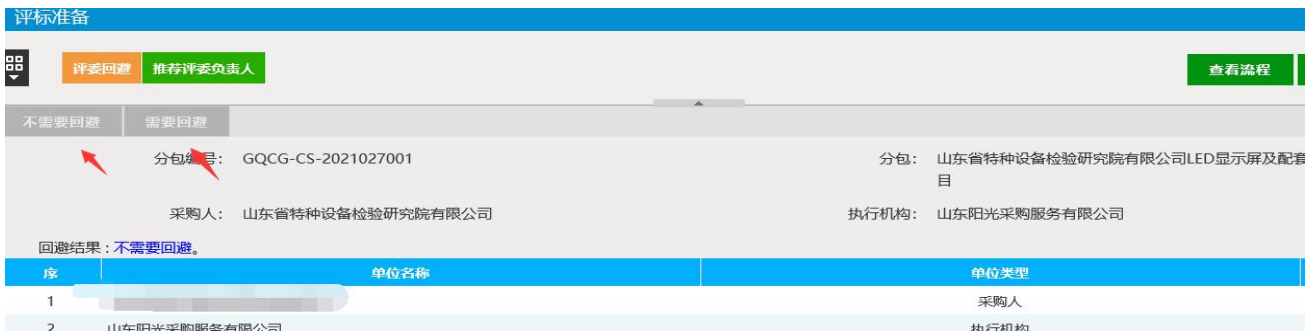 评标准备
评委回避 推荐评委负责人 查看流程
不需要回避 需要回避
分包编号： GQCG-CS-2021027001 分包： 山东省特种设备检验研究院有限公司LED显示屏及配套
目
采购人： 山东省特种设备检验研究院有限公司 执行机构： 山东阳光采购服务有限公司
回避结果：不需要回避。
序 单位名称 单位类型
1 采购人
2 山东阳光采购服务有限公司 执行机构